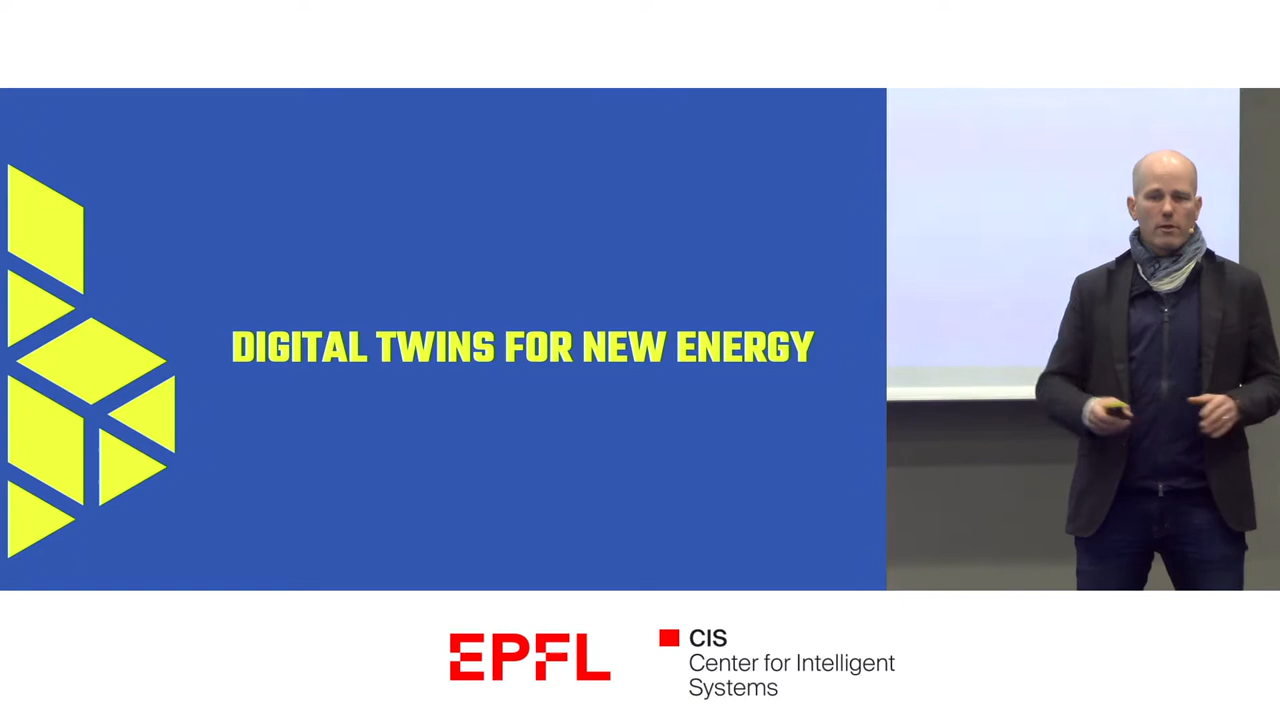 DIGITAL TWINS FOR NEW ENERGY
EPFL
CIS
Center for Intelligent
Systems